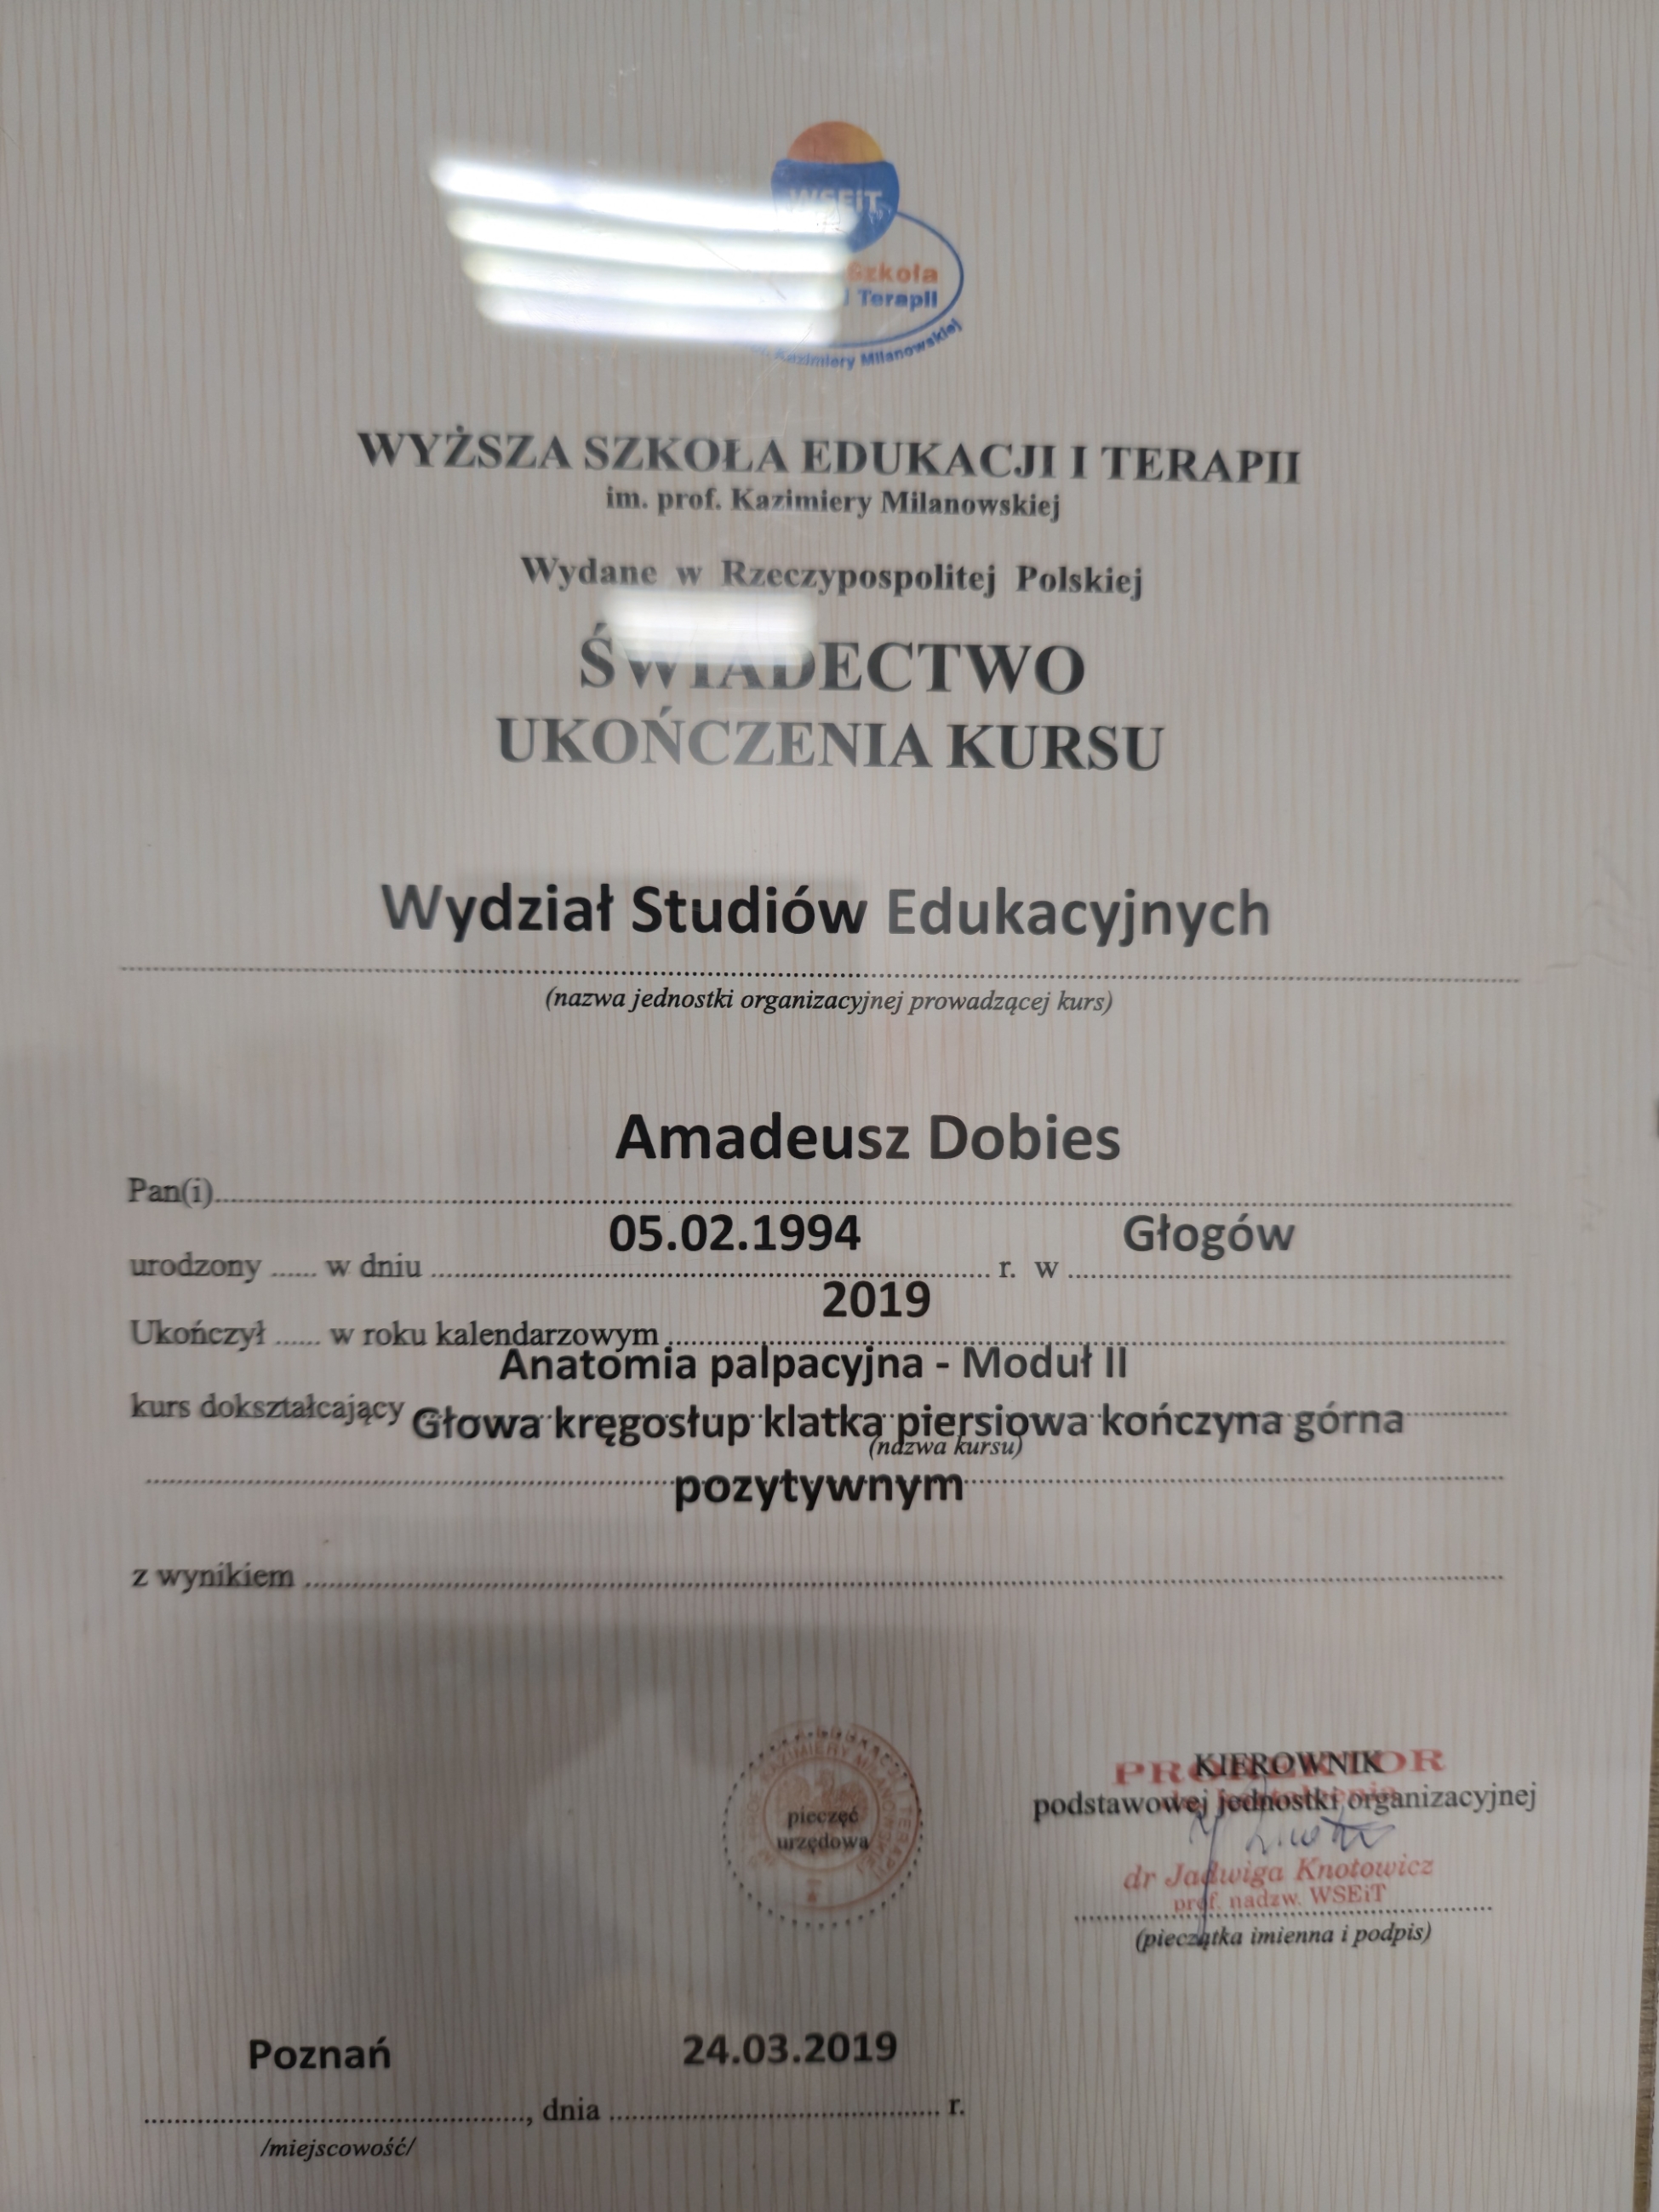 WSEiT
Szkoła
i Terapii
Kazimiery Milanowskiej
WYŻSZA SZKOŁA EDUKACJI I TERAPII
im. prof. Kazimiery Milanowskiej
Wydane w Rzeczypospolitej Polskiej
ŚWIADECTWO
UKOŃCZENIA KURSU
Wydział Studiów Edukacyjnych
(nazwa jednostki organizacyjnej prowadzącej kurs)
Amadeusz Dobies
Pan(i)
05.02.1994 Głogów
urodzony ...... w dniu r. w
2019
Ukończył ...... w roku kalendarzowym
Anatomia palpacyjna - Moduł II
kurs dokształcający Głowa kręgosłup klatka piersiowa kończyna górna
(nazwa kursu)
pozytywnym
z wynikiem
pieczęć
urzędowa
PROREKTOR
KIEROWNIK
podstawowej jednostki organizacyjnej
dr Jadwiga Knotowicz
prof. nadzw. WSEiT
(pieczątka imienna i podpis)
Poznań 24.03.2019
, dnia r.
/miejscowość/